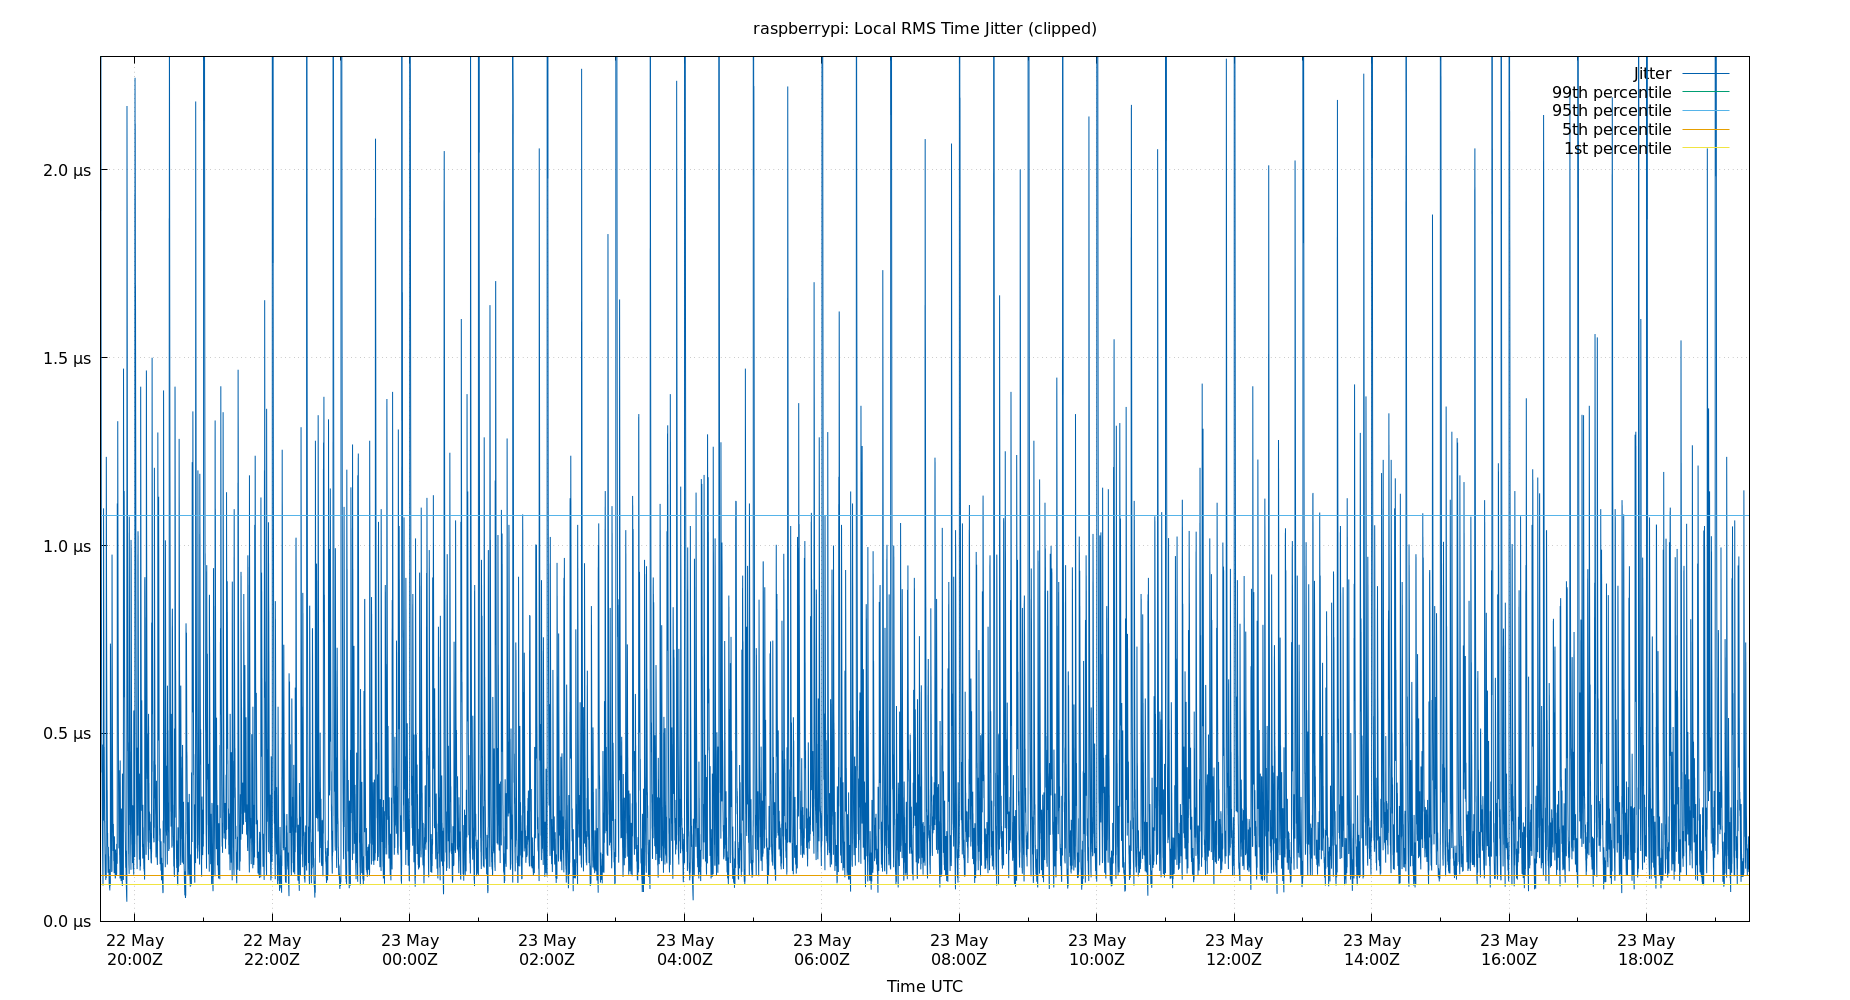 raspberrypi: Local RMS Time Jitter (clipped)
Jitter
99th percentile
95th percentile
5th percentile
1st percentile
2.0 µs
1.5 µs
1.0 µs
0.5 µs
0.0 µs
22 May 22 May 23 May 23 May 23 May 23 May 23 May 23 May 23 May 23 May 23 May 23 May
20:00Z 22:00Z 00:00Z 02:00Z 04:00Z 06:00Z 08:00Z 10:00Z 12:00Z 14:00Z 16:00Z 18:00Z
Time UTC